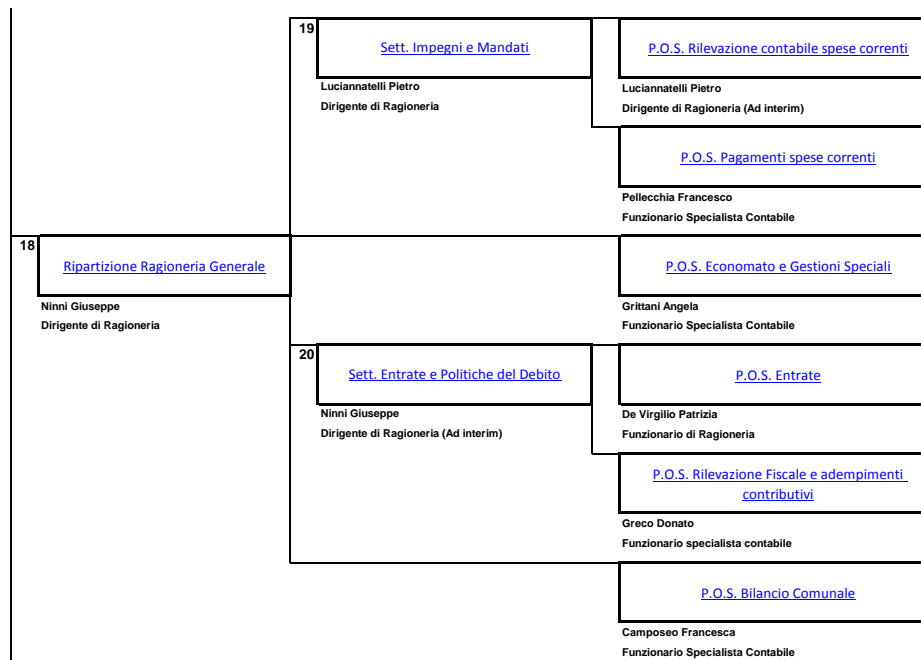 19
Sett. Impegni e Mandati
P.O.S. Rilevazione contabile spese correnti
Luciannatelli Pietro
Dirigente di Ragioneria
Luciannatelli Pietro
Dirigente di Ragioneria (Ad interim)
P.O.S. Pagamenti spese correnti
Pellecchia Francesco
Funzionario Specialista Contabile
18
Ripartizione Ragioneria Generale
P.O.S. Economato e Gestioni Speciali
Ninni Giuseppe
Dirigente di Ragioneria
Grittani Angela
Funzionario Specialista Contabile
20
Sett. Entrate e Politiche del Debito
P.O.S. Entrate
Ninni Giuseppe
Dirigente di Ragioneria (Ad interim)
De Virgilio Patrizia
Funzionario di Ragioneria
P.O.S. Rilevazione Fiscale e adempimenti
contributivi
Greco Donato
Funzionario specialista contabile
P.O.S. Bilancio Comunale
Camposeo Francesca
Funzionario Specialista Contabile